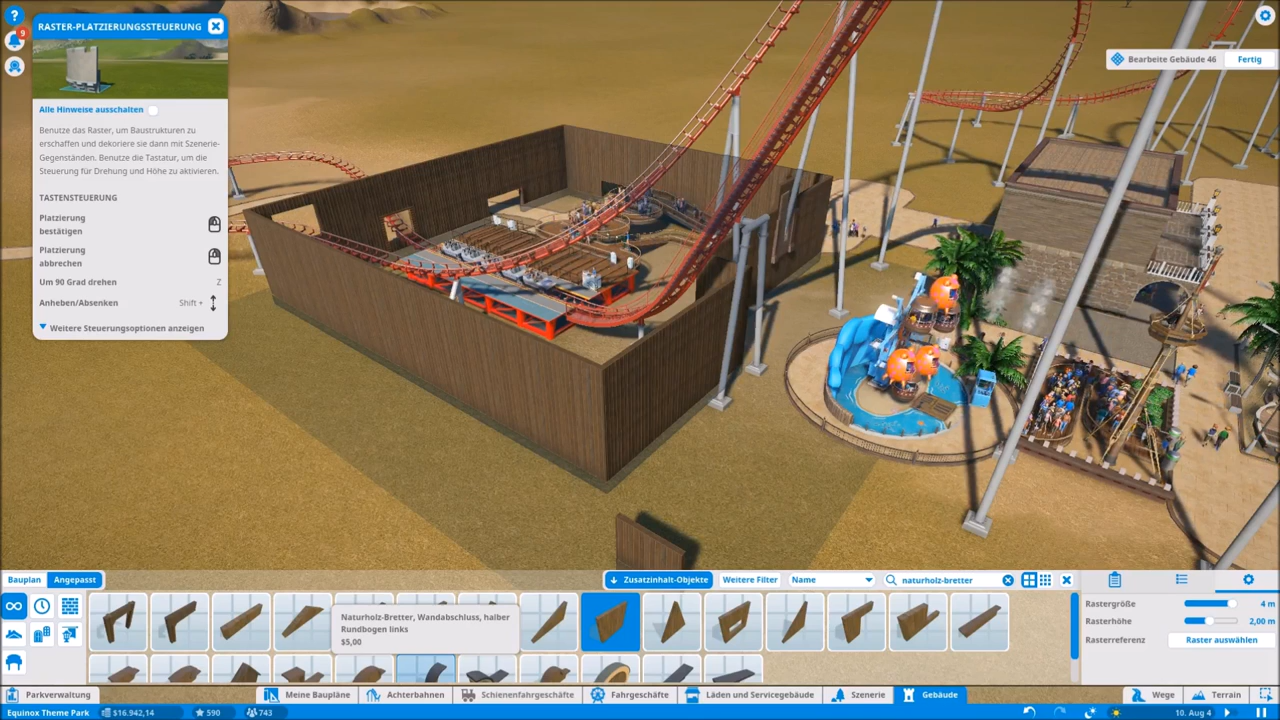 RASTER-PLATZIERUNGSSTEUERUNG
9
Alle Hinweise ausschalten
Benutze das Raster, um Baustrukturen zu
erschaffen und dekoriere sie dann mit Szenerie-
Gegenständen. Benutze die Tastatur, um die
Steuerung für Drehung und Höhe zu aktivieren.
TASTENSTEUERUNG
Platzierung
bestätigen
Platzierung
abbrechen
Um 90 Grad drehen Z
Anheben/Absenken Shift +
Weitere Steuerungsoptionen anzeigen
Bearbeite Gebäude 46 Fertig
Bauplan Angepasst Zusatzinhalt-Objekte Weitere Filter Name naturholz-bretter
Naturholz-Bretter, Wandabschluss, halber
Rundbogen links
$5,00
Rastergröße 4 m
Rasterhöhe 2,00 m
Rasterreferenz Raster auswählen
Parkverwaltung Meine Baupläne Achterbahnen Schienenfahrgeschäfte Fahrgeschäfte Läden und Servicegebäude Szenerie Gebäude Wege Terrain
Equinox Theme Park $16.942,14 590 743 10. Aug 4